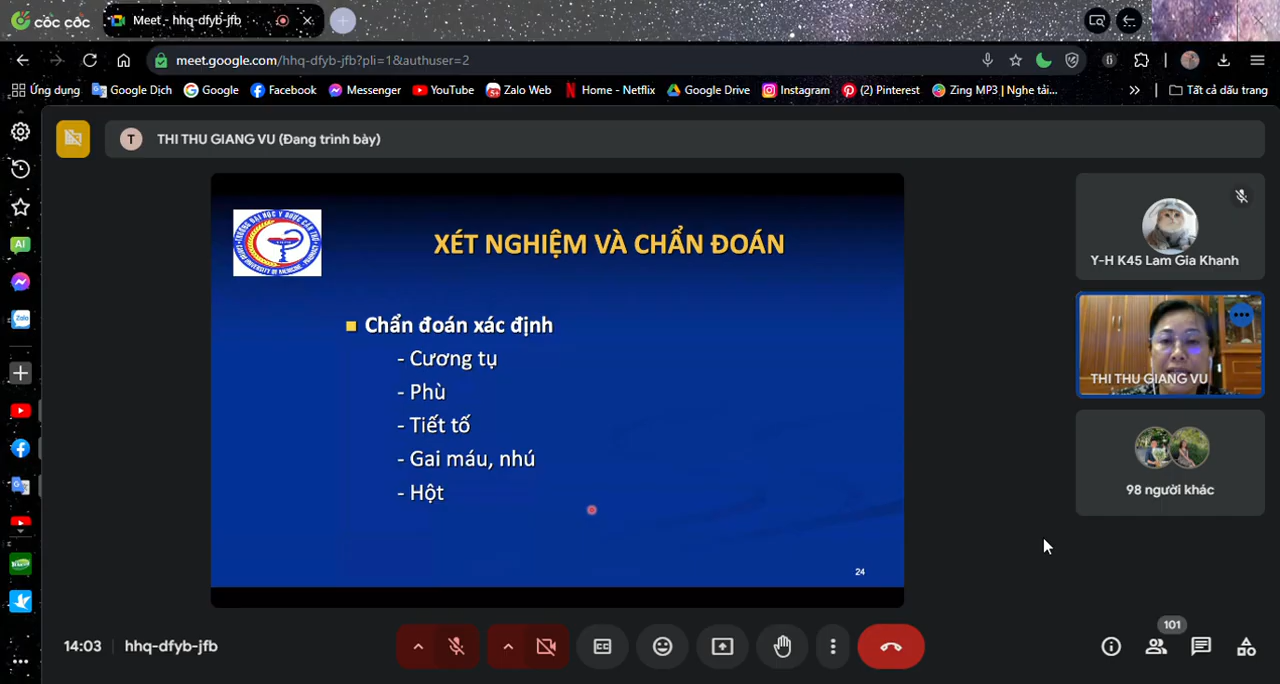 cốc cốc
Meet - hhq-dfyb-jfb
meet.google.com/hhq-dfyb-jfb?pli=1&authuser=2
Ứng dụng
Google Dịch
Google
Facebook
Messenger
YouTube
Zalo Web
Home - Netflix
Google Drive
Instagram
(2) Pinterest
Zing MP3 | Nghe tải...
Tất cả dấu trang
T
THI THU GIANG VU (Đang trình bày)
AI
Zalo
XÉT NGHIỆM VÀ CHẨN ĐOÁN
Chẩn đoán xác định
- Cương tụ
- Phù
- Tiết tố
- Gai máu, nhú
- Hột
24
Y-H K45 Lam Gia Khanh
THI THU GIANG VU
98 người khác
14:03
hhq-dfyb-jfb
CC
101